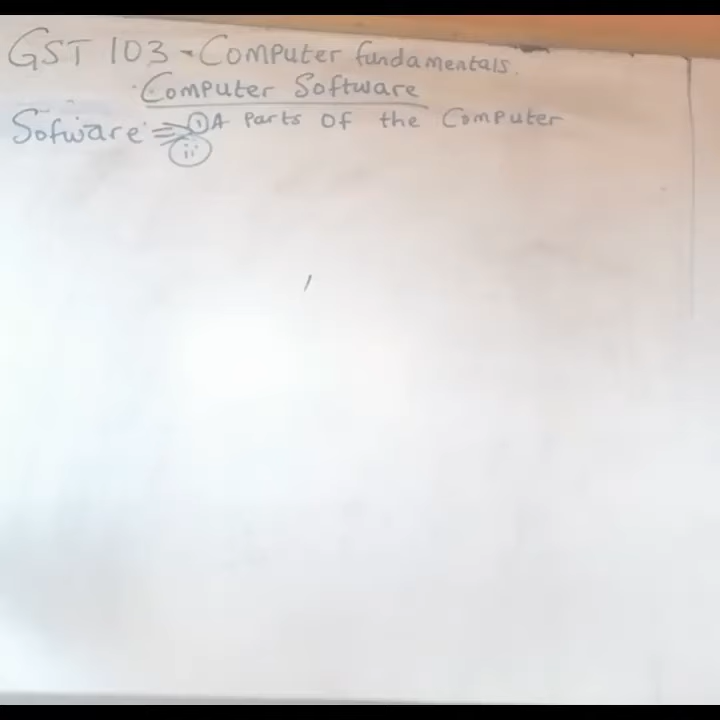 GST 103 - Computer fundamentals.
Computer Software
Sofware => (i) A Parts Of the Computer
(ii)